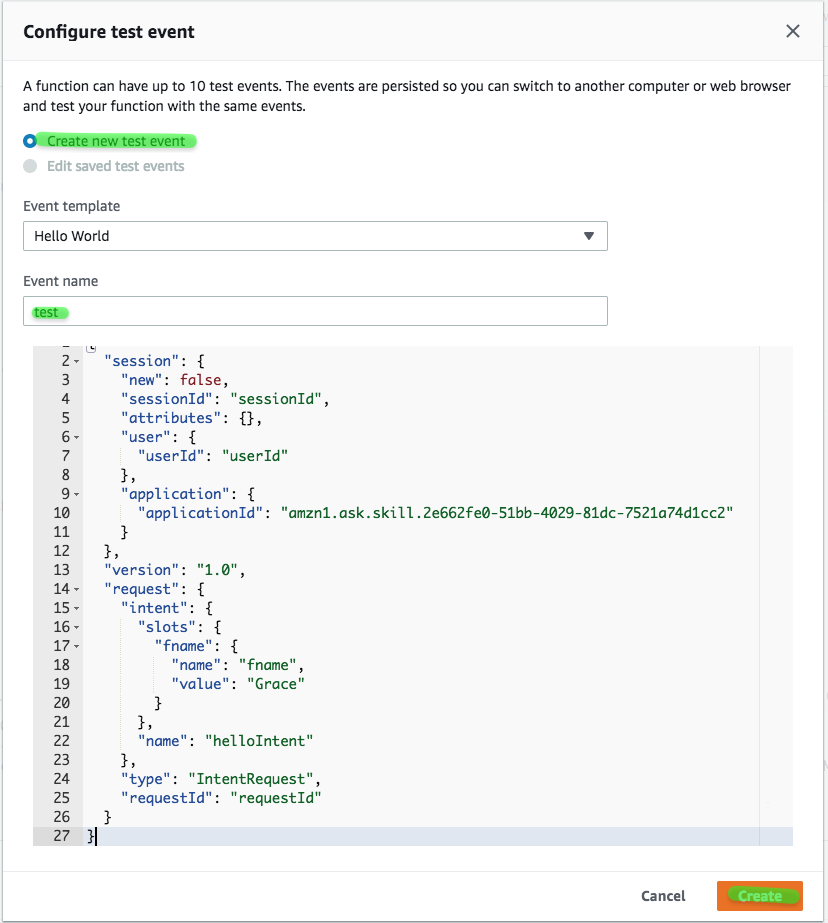 Configure test event
A function can have up to 10 test events. The events are persisted so you can switch to another computer or web browser
and test your function with the same events.
Create new test event
Edit saved test events
Event template
Hello World
Event name
test
2 "session": {
3 "new": false,
4 "sessionId": "sessionId",
5 "attributes": {},
6 "user": {
7 "userId": "userId"
8 },
9 "application": {
10 "applicationId": "amzn1.ask.skill.2e662fe0-51bb-4029-81dc-7521a74d1cc2"
11 }
12 },
13 "version": "1.0",
14 "request": {
15 "intent": {
16 "slots": {
17 "fname": {
18 "name": "fname",
19 "value": "Grace"
20 }
21 },
22 "name": "helloIntent"
23 },
24 "type": "IntentRequest",
25 "requestId": "requestId"
26 }
27 }
Cancel
Create